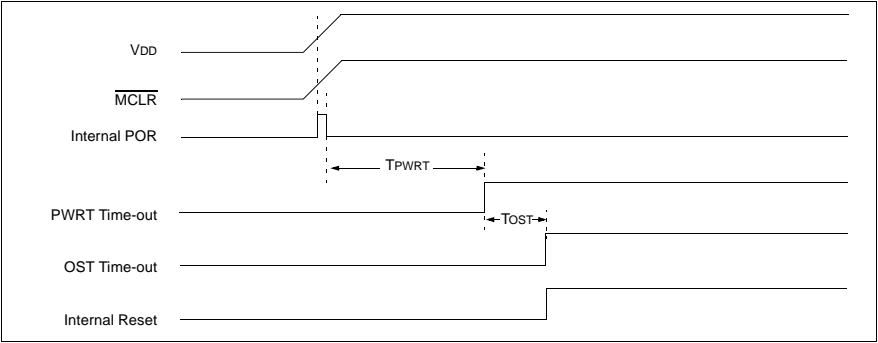 VDD
MCLR
Internal POR
TPWRT
PWRT Time-out
TOST
OST Time-out
Internal Reset